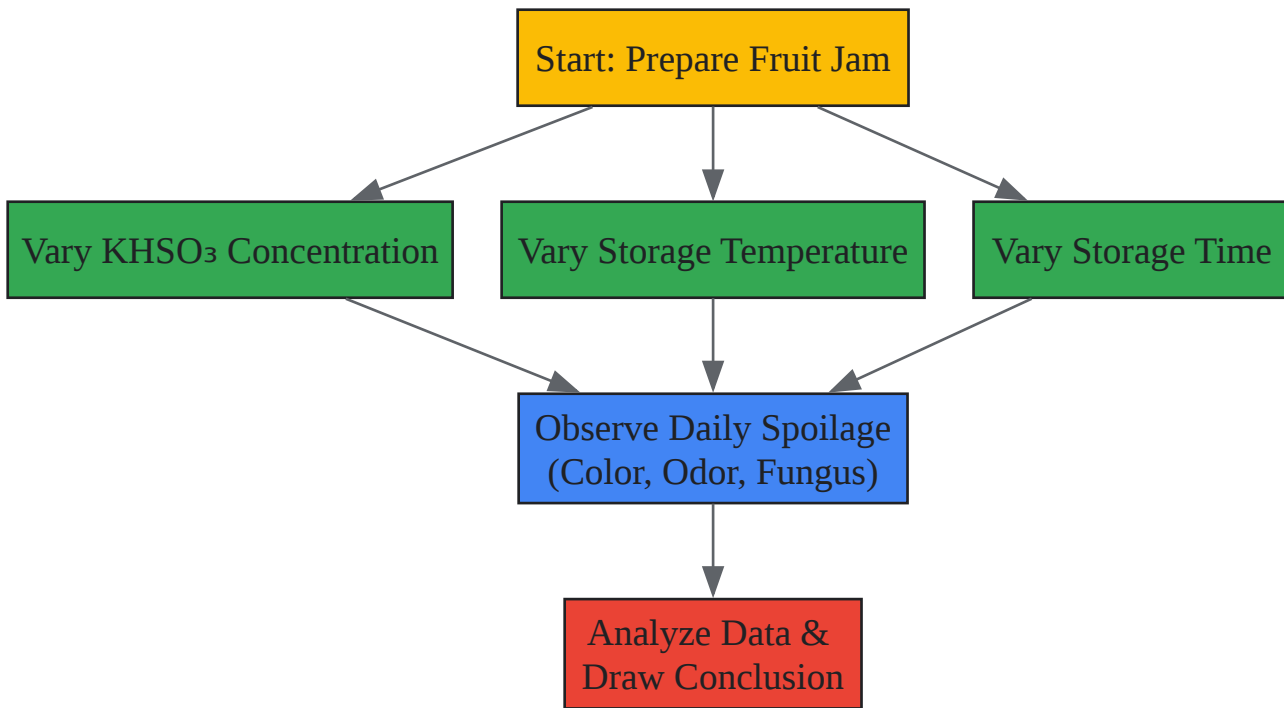 Start: Prepare Fruit Jam
Vary KHSO₃ Concentration
Vary Storage Temperature
Vary Storage Time
Observe Daily Spoilage
(Color, Odor, Fungus)
Analyze Data &
Draw Conclusion